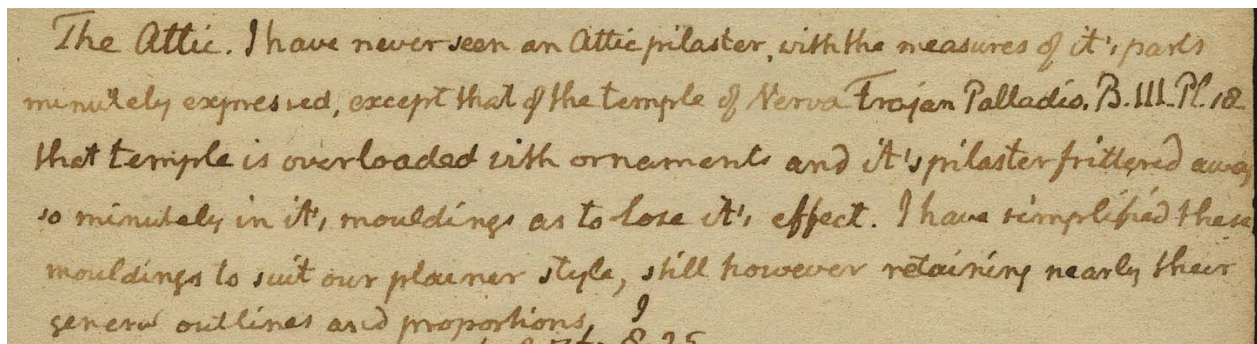 The Attic. I have never seen an Attic pilaster, with the measures of it's parts
minutely expressed, except that of the temple of Nerva Trajan Palladio. B. III. Pl. 18
that temple is overloaded with ornaments and it's pilaster frittered away
so minutely in it's mouldings as to lose it's effect. I have simplified these
mouldings to suit our plainer style, still however retaining nearly their
general outlines and proportions,